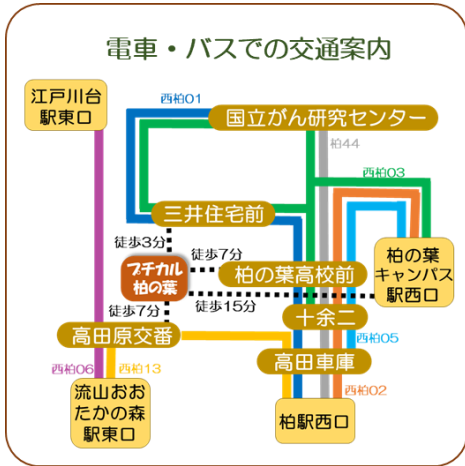 電車・バスでの交通案内
江戸川台
駅東口
西柏01
国立がん研究センター
柏44
西柏03
三井住宅前
徒歩3分
徒歩7分
プチカル
柏の葉
柏の葉高校前
柏の葉
キャンパス
駅西口
徒歩15分
徒歩7分
十余二
高田原交番
西柏05
高田車庫
西柏06
西柏13
西柏02
流山おお
たかの森
駅東口
柏駅西口